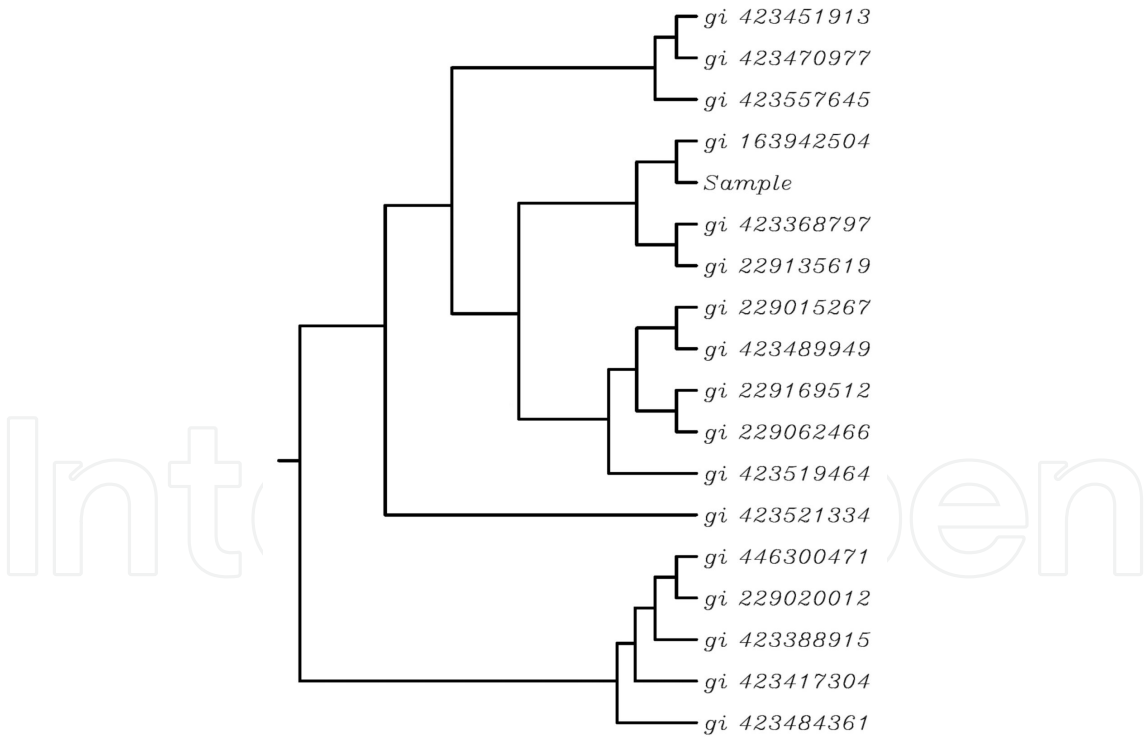 gi 423451913
gi 423470977
gi 423557645
gi 163942504
Sample
gi 423368797
gi 229135619
gi 229015267
gi 423489949
gi 229169512
gi 229062466
gi 423519464
gi 423521334
gi 446300471
gi 229020012
gi 423388915
gi 423417304
gi 423484361